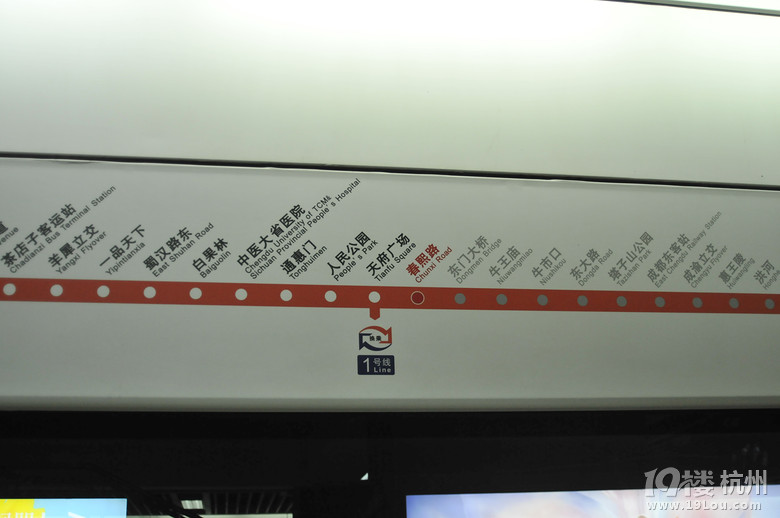 茶店子客运站
Chadianzi Bus Terminal Station
羊犀立交
Yangxi Flyover
一品天下
Yipintianxia
蜀汉路东
East Shuhan Road
白果林
Baiguolin
中医大省医院
Chengdu University of TCM&
Sichuan Provincial People's Hospital
通惠门
Tonghuimen
人民公园
People's Park
天府广场
Tianfu Square
春熙路
Chunxi Road
东门大桥
Dongmen Bridge
牛王庙
Niuwangmiao
牛市口
Niushikou
东大路
Dongda Road
塔子山公园
Tazishan Park
成都东客站
East Chengdu Railway Station
成渝立交
Chengyu Flyover
惠王陵
Huiwangling
洪河
换乘
1号线
Line
19楼 杭州
www.19lou.com